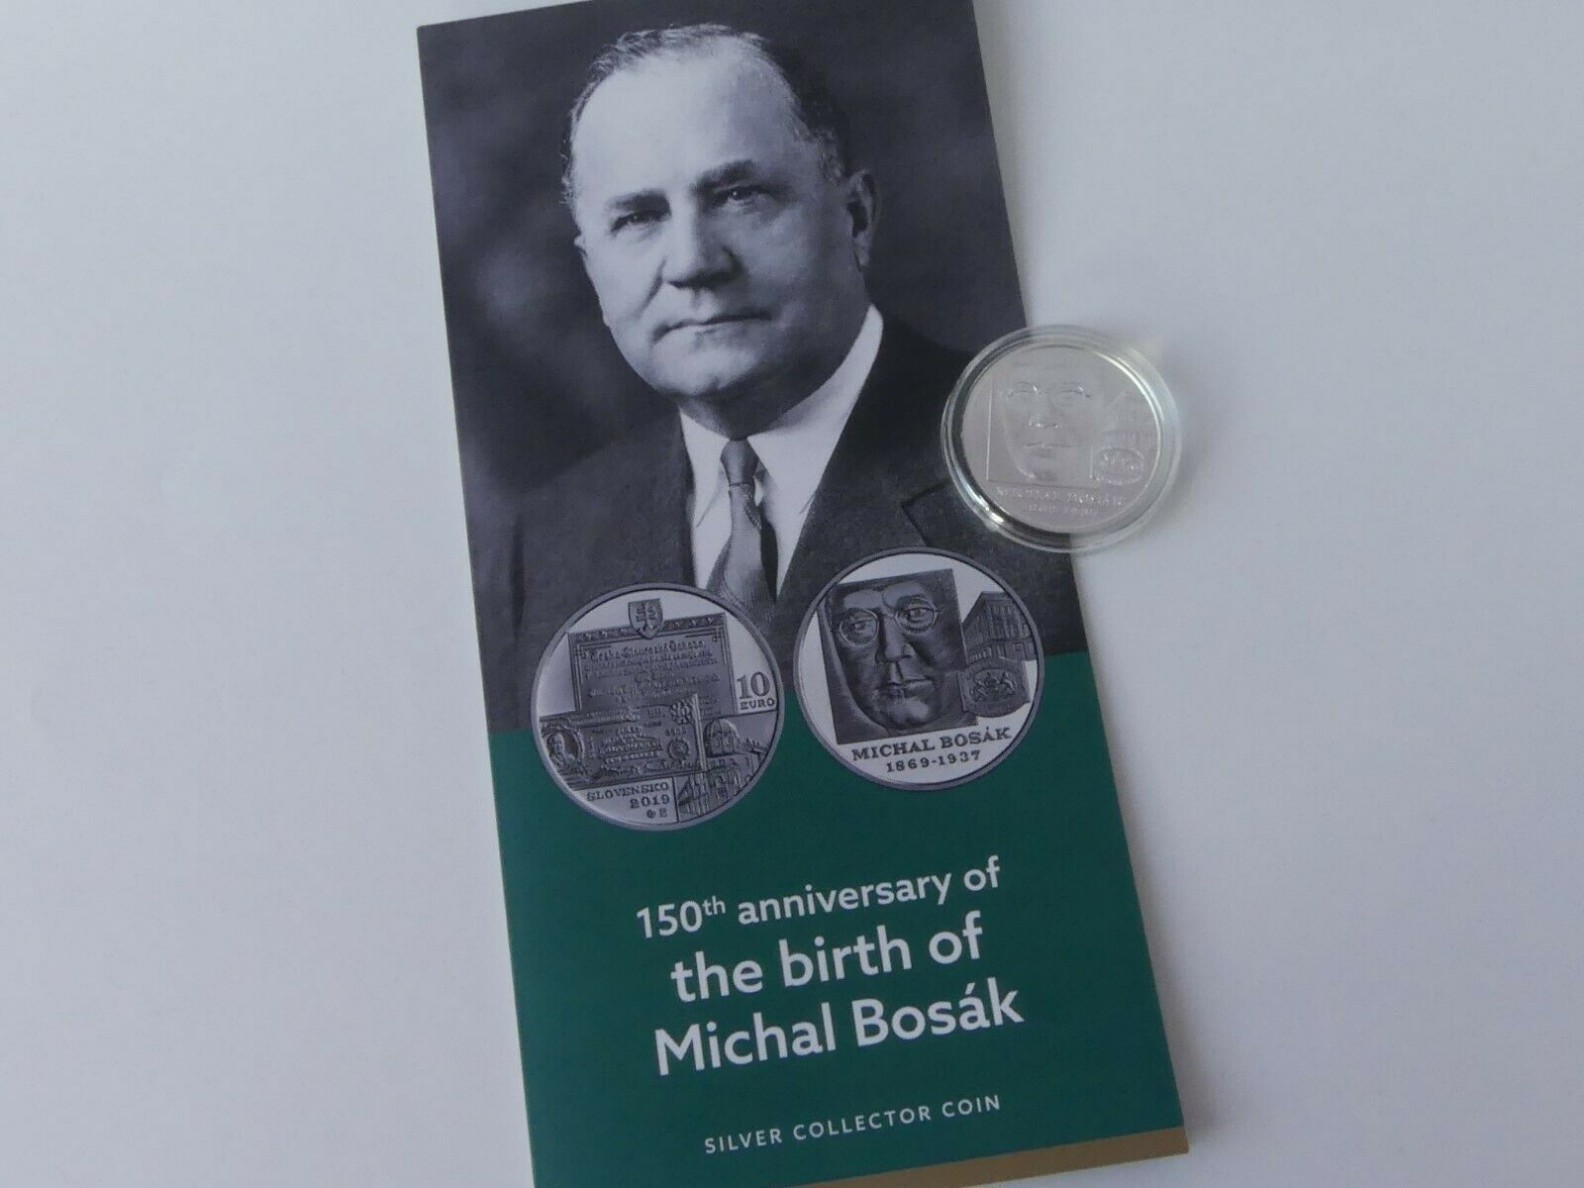 10
EURO
SLOVENSKO
2019
MICHAL BOSÁK
1869-1937
150th anniversary of
the birth of
Michal Bosák
SILVER COLLECTOR COIN